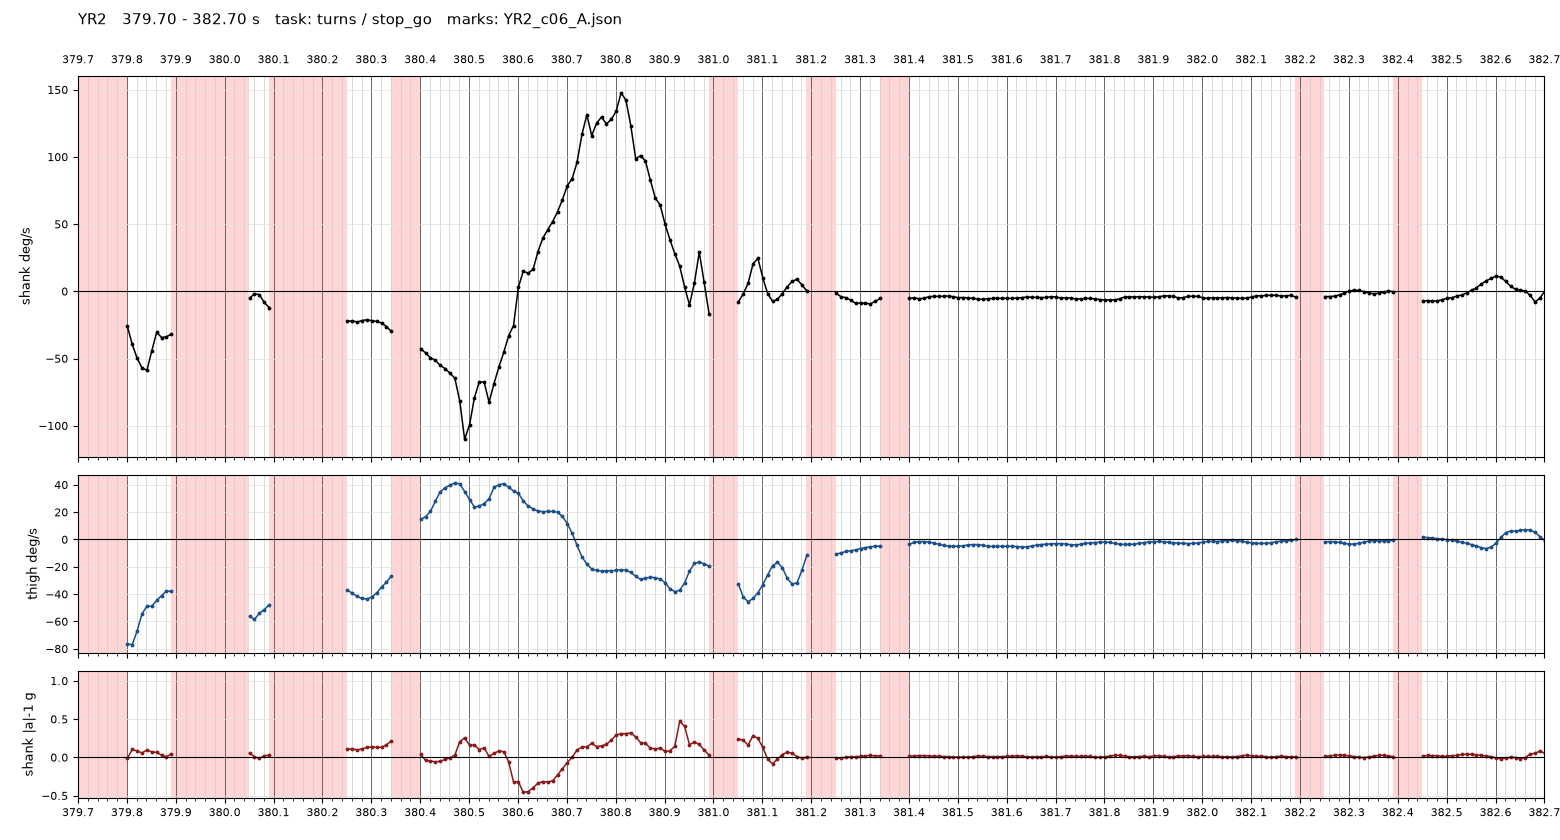 YR2   379.70 - 382.70 s   task: turns / stop_go   marks: YR2_c06_A.json
379.7 379.8 379.9 380.0 380.1 380.2 380.3 380.4 380.5 380.6 380.7 380.8 380.9 381.0 381.1 381.2 381.3 381.4 381.5 381.6 381.7 381.8 381.9 382.0 382.1 382.2 382.3 382.4 382.5 382.6 382.7
shank deg/s
150
100
50
0
−50
−100
thigh deg/s
40
20
0
−20
−40
−60
−80
shank |a|-1 g
1.0
0.5
0.0
−0.5
379.7 379.8 379.9 380.0 380.1 380.2 380.3 380.4 380.5 380.6 380.7 380.8 380.9 381.0 381.1 381.2 381.3 381.4 381.5 381.6 381.7 381.8 381.9 382.0 382.1 382.2 382.3 382.4 382.5 382.6 382.7